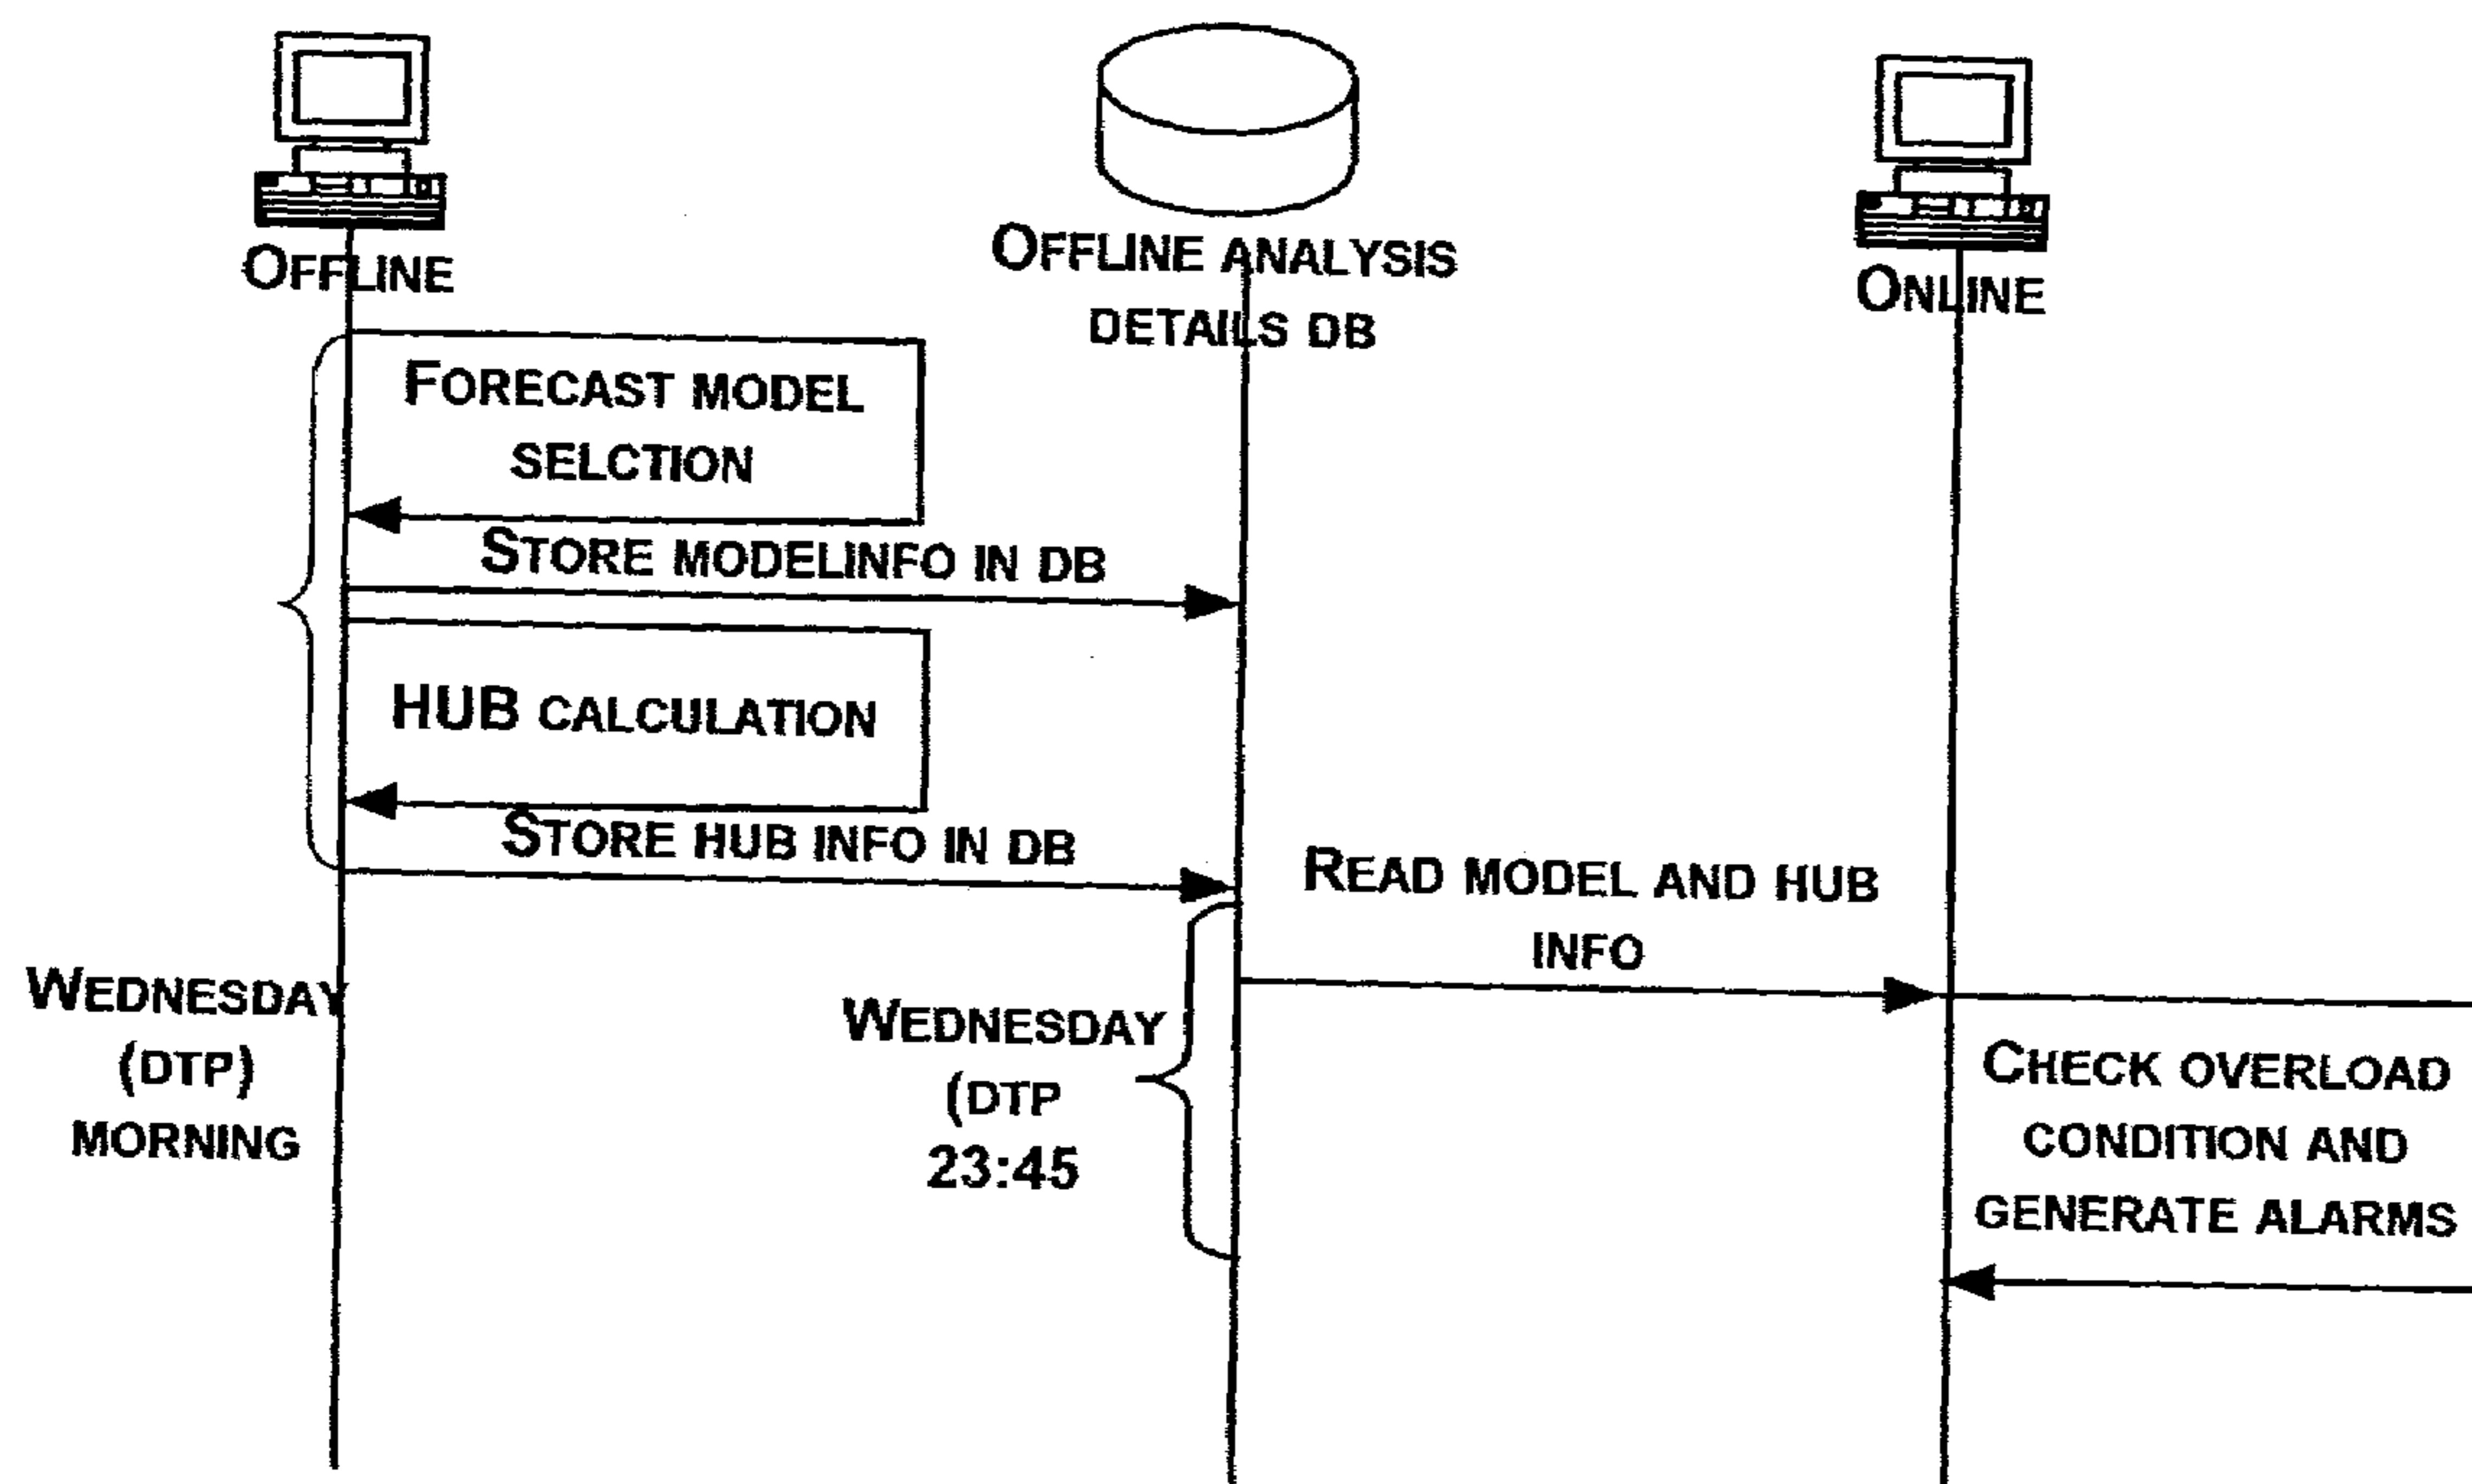 OFFLINE
OFFLINE ANALYSIS
DETAILS DB
ONLINE
FORECAST MODEL
SELCTION
STORE MODELINFO IN DB
HUB CALCULATION
STORE HUB INFO IN DB
READ MODEL AND HUB
INFO
WEDNESDAY
(DTP)
MORNING
WEDNESDAY
(DTP
23:45
CHECK OVERLOAD
CONDITION AND
GENERATE ALARMS